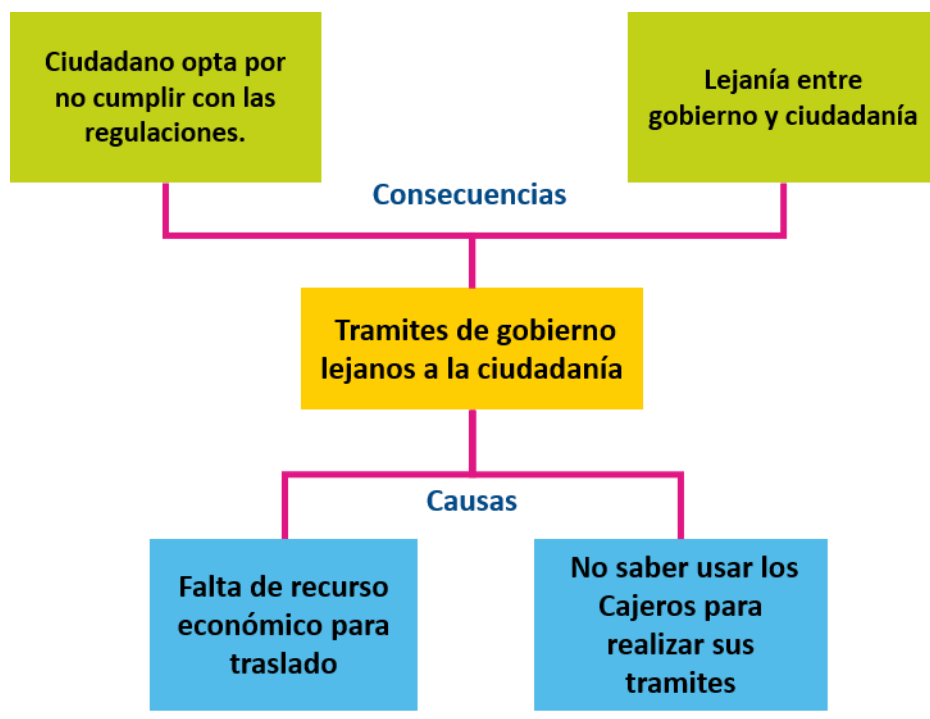 Ciudadano opta por
no cumplir con las
regulaciones.
Lejanía entre
gobierno y ciudadanía
Consecuencias
Tramites de gobierno
lejanos a la ciudadanía
Causas
Falta de recurso
económico para
traslado
No saber usar los
Cajeros para
realizar sus
tramites